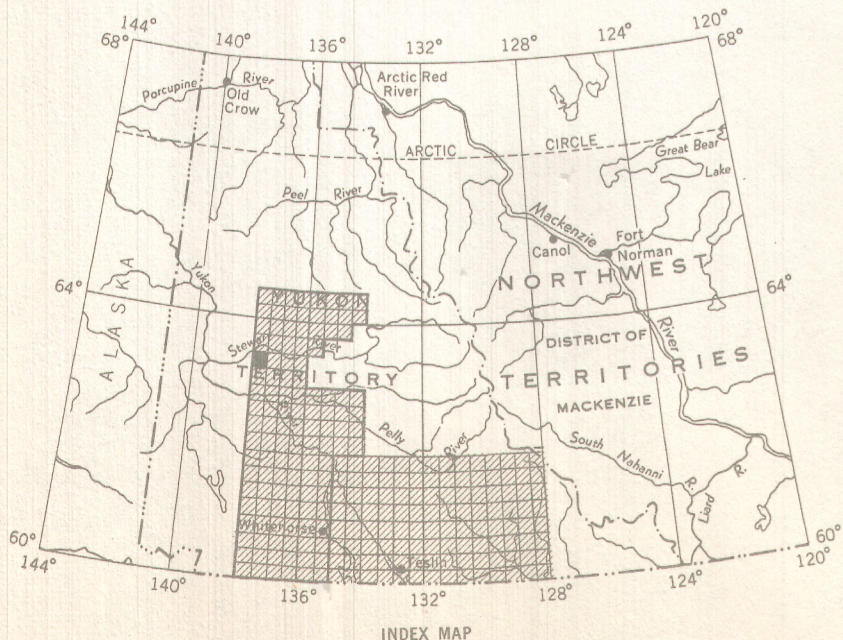 144°
68°
140°
136°
132°
128°
124°
120°
68°
Porcupine River
Old
Crow
Arctic Red
River
ARCTIC CIRCLE
Great Bear
Lake
Peel River
Mackenzie
Canol
Fort
Norman
64°
Yukon
NORTHWEST
64°
ALASKA
YUKON
Stewart River
TERRITORY
DISTRICT OF
River
TERRITORIES
MACKENZIE
Pelly
River
South
Nahanni
R.
Liard
R.
Whitehorse
Teslin
60°
144°
140°
136°
132°
128°
124°
60°
120°
INDEX MAP